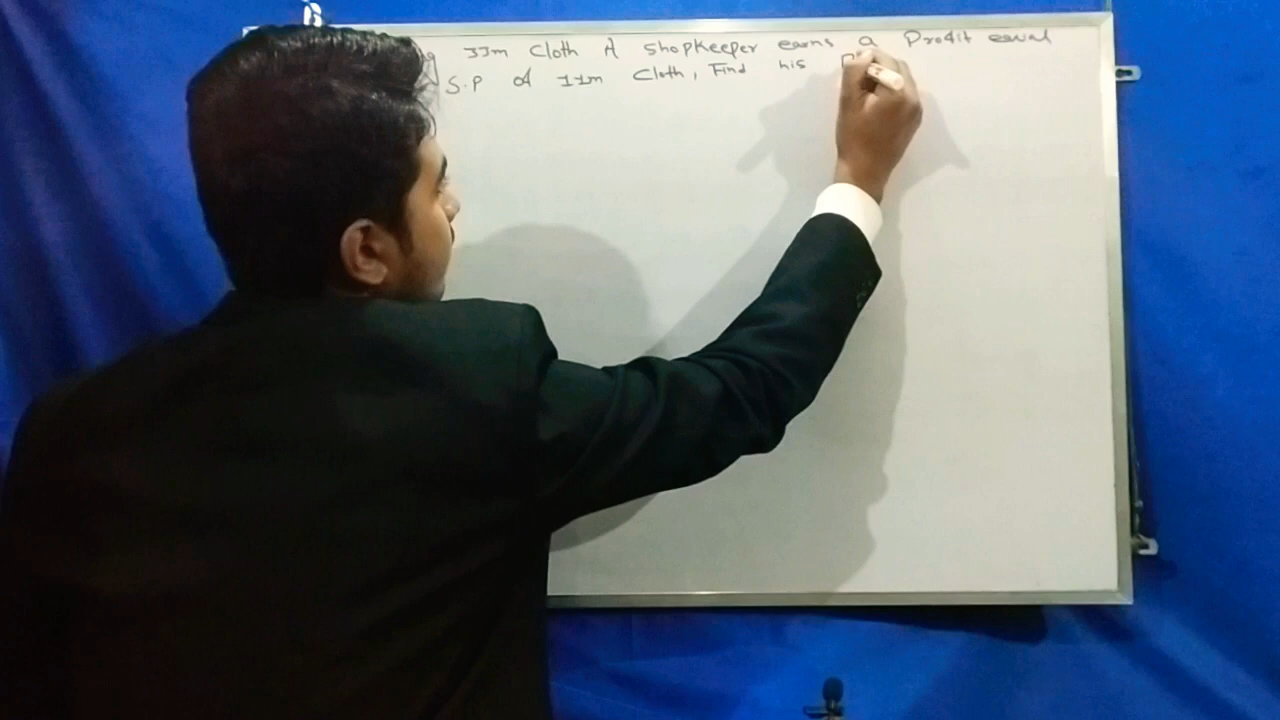 33m Cloth A shopkeeper earns a Profit equal
S.P of 11m Cloth, Find his